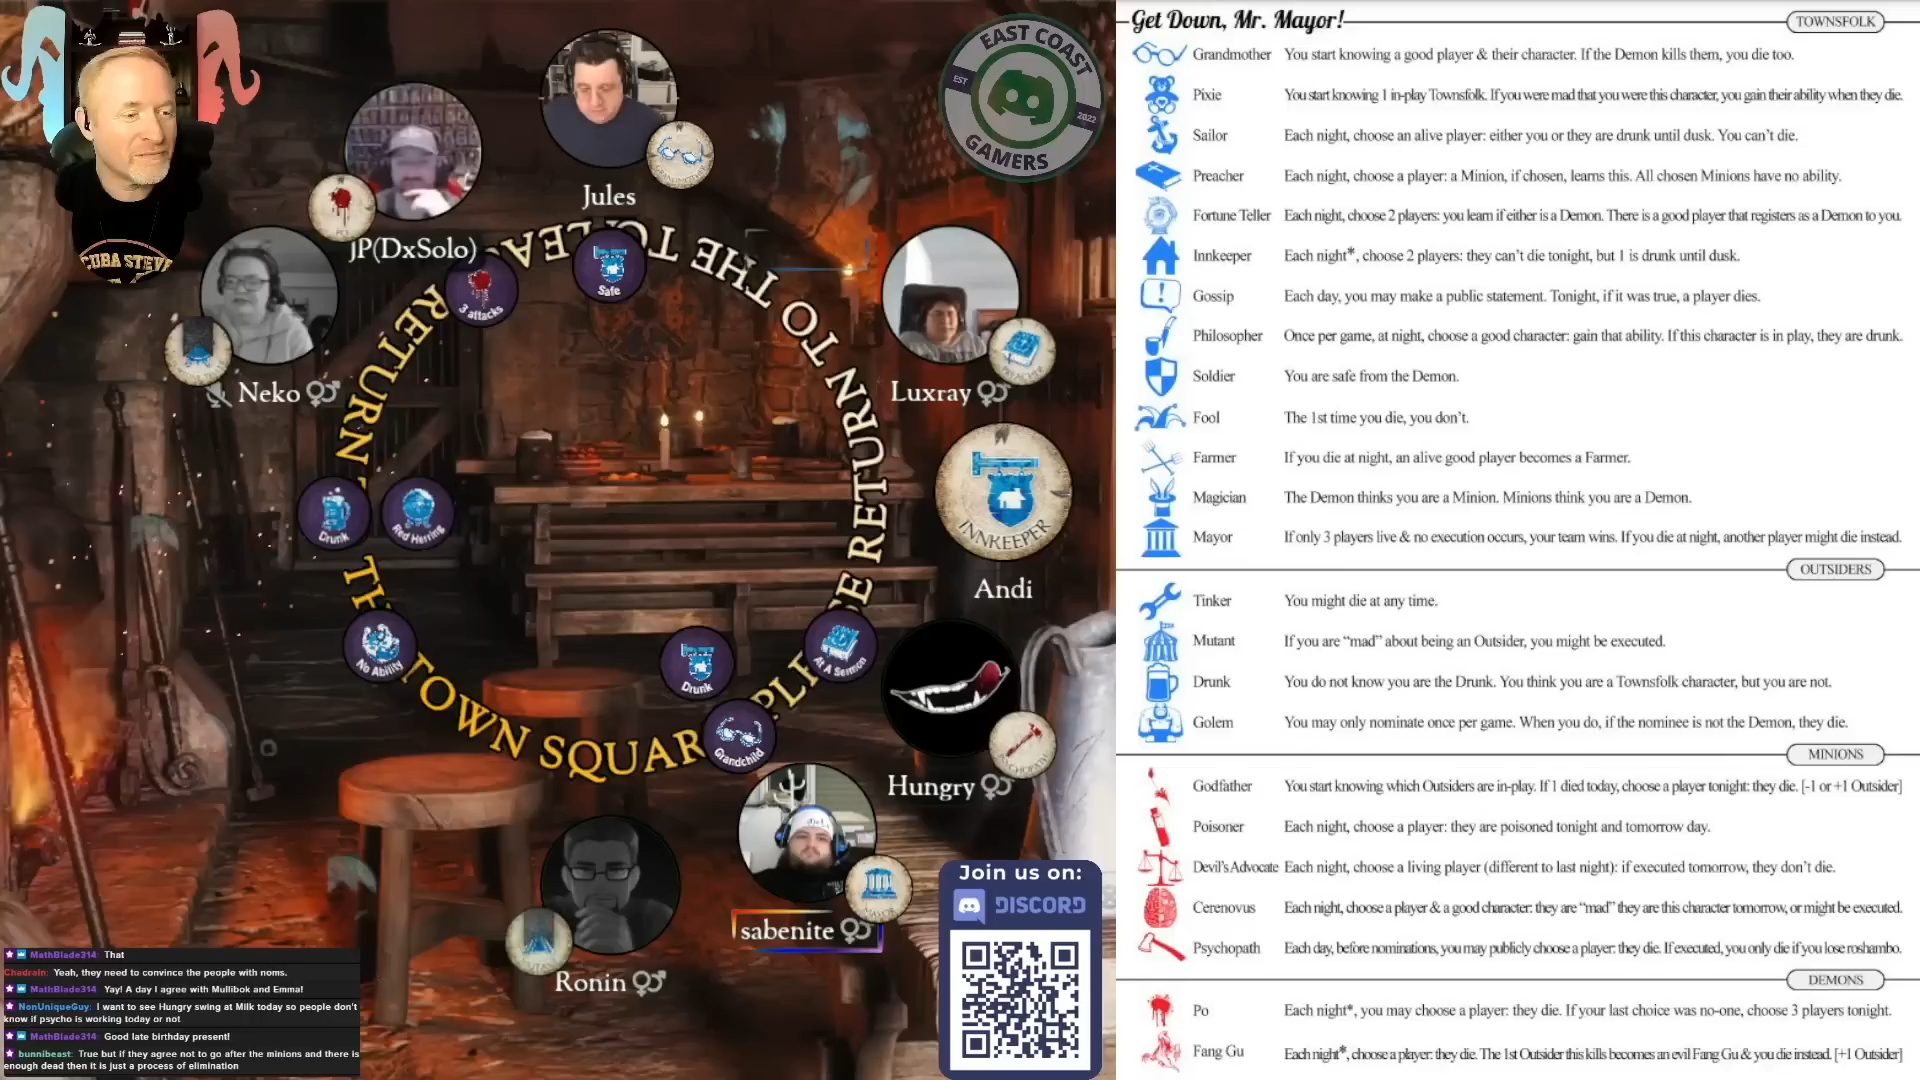 CUBA STEVE
JP(DxSolo)
Jules
EAST COAST
EST
2022
GAMERS
Neko
Luxray
INNKEEPER
Andi
Hungry
sabenite
Ronin
3 attacks
Safe
Drunk
Red Herring
No Ability
Drunk
Grandchild
At A Sermon
PLEASE RETURN TO THE TOWN SQUARE
Join us on:
DISCORD
MathBlade314: That
Chadrain: Yeah, they need to convince the people with noms.
MathBlade314: Yay! A day I agree with Mullibok and Emma!
NonUniqueGuy: I want to see Hungry swing at Milk today so people don't
know if psycho is working today or not
MathBlade314: Good late birthday present!
bunnibeast: True but if they agree not to go after the minions and there is
enough dead then it is just a process of elimination
Get Down, Mr. Mayor!
TOWNSFOLK
Grandmother You start knowing a good player & their character. If the Demon kills them, you die too.
Pixie You start knowing 1 in-play Townsfolk. If you were mad that you were this character, you gain their ability when they die.
Sailor Each night, choose an alive player: either you or they are drunk until dusk. You can't die.
Preacher Each night, choose a player: a Minion, if chosen, learns this. All chosen Minions have no ability.
Fortune Teller Each night, choose 2 players: you learn if either is a Demon. There is a good player that registers as a Demon to you.
Innkeeper Each night*, choose 2 players: they can't die tonight, but 1 is drunk until dusk.
Gossip Each day, you may make a public statement. Tonight, if it was true, a player dies.
Philosopher Once per game, at night, choose a good character: gain that ability. If this character is in play, they are drunk.
Soldier You are safe from the Demon.
Fool The 1st time you die, you don't.
Farmer If you die at night, an alive good player becomes a Farmer.
Magician The Demon thinks you are a Minion. Minions think you are a Demon.
Mayor If only 3 players live & no execution occurs, your team wins. If you die at night, another player might die instead.
OUTSIDERS
Tinker You might die at any time.
Mutant If you are "mad" about being an Outsider, you might be executed.
Drunk You do not know you are the Drunk. You think you are a Townsfolk character, but you are not.
Golem You may only nominate once per game. When you do, if the nominee is not the Demon, they die.
MINIONS
Godfather You start knowing which Outsiders are in-play. If 1 died today, choose a player tonight: they die. [-1 or +1 Outsider]
Poisoner Each night, choose a player: they are poisoned tonight and tomorrow day.
Devil's Advocate Each night, choose a living player (different to last night): if executed tomorrow, they don't die.
Cerenovus Each night, choose a player & a good character: they are "mad" they are this character tomorrow, or might be executed.
Psychopath Each day, before nominations, you may publicly choose a player: they die. If executed, you only die if you lose roshambo.
DEMONS
Po Each night*, you may choose a player: they die. If your last choice was no-one, choose 3 players tonight.
Fang Gu Each night*, choose a player: they die. The 1st Outsider this kills becomes an evil Fang Gu & you die instead. [+1 Outsider]